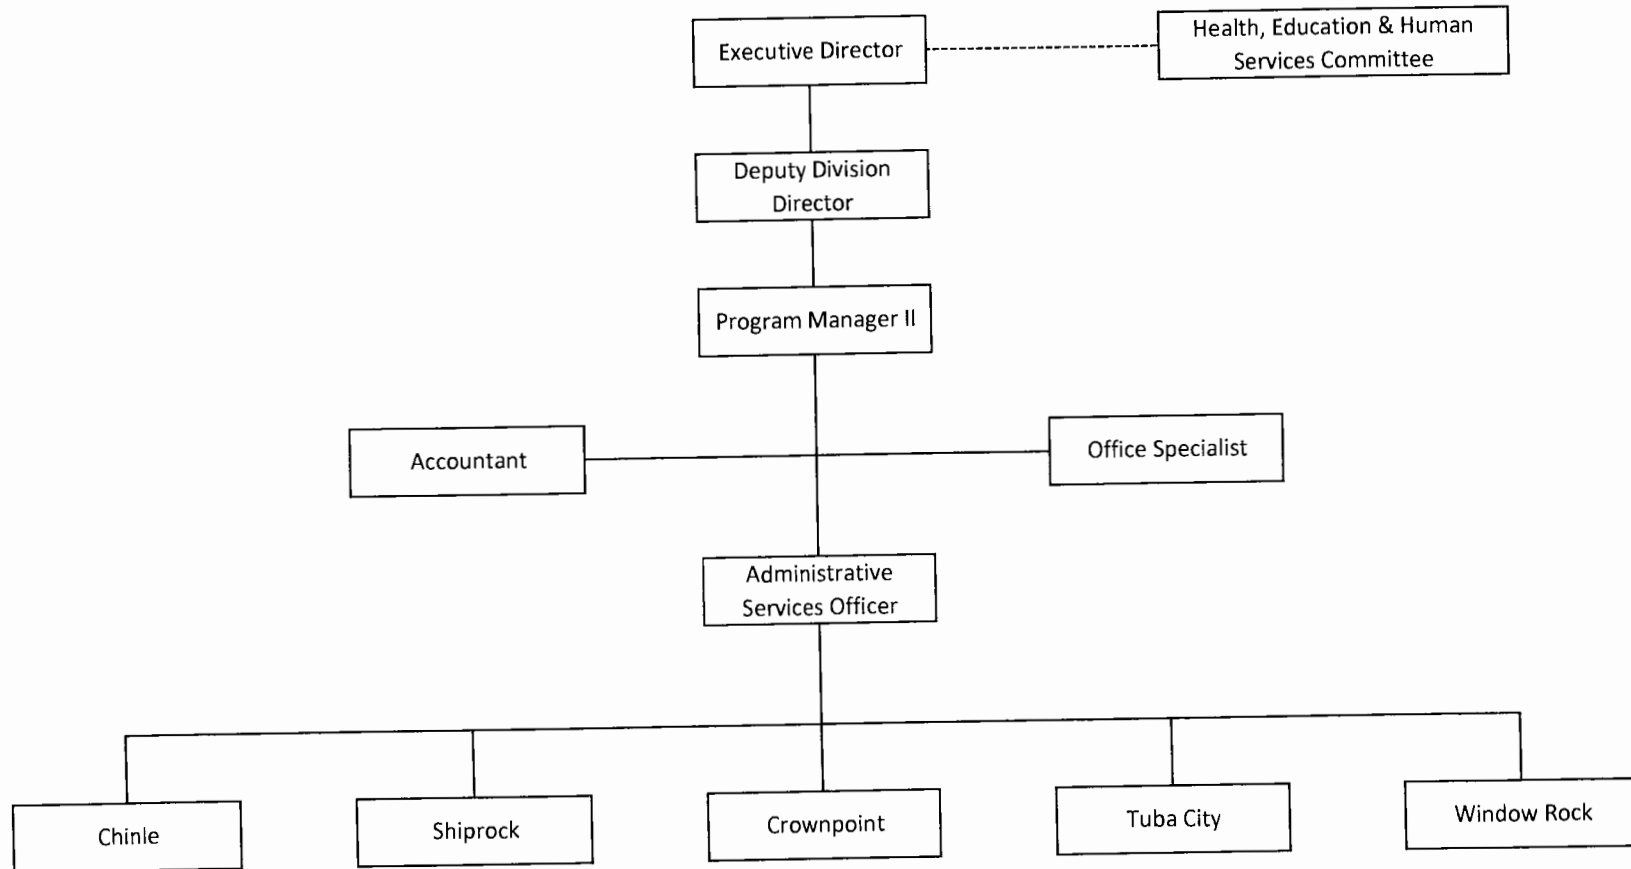 Executive Director
Health, Education & Human
Services Committee
Deputy Division
Director
Program Manager II
Accountant
Office Specialist
Administrative
Services Officer
Chinle
Shiprock
Crownpoint
Tuba City
Window Rock